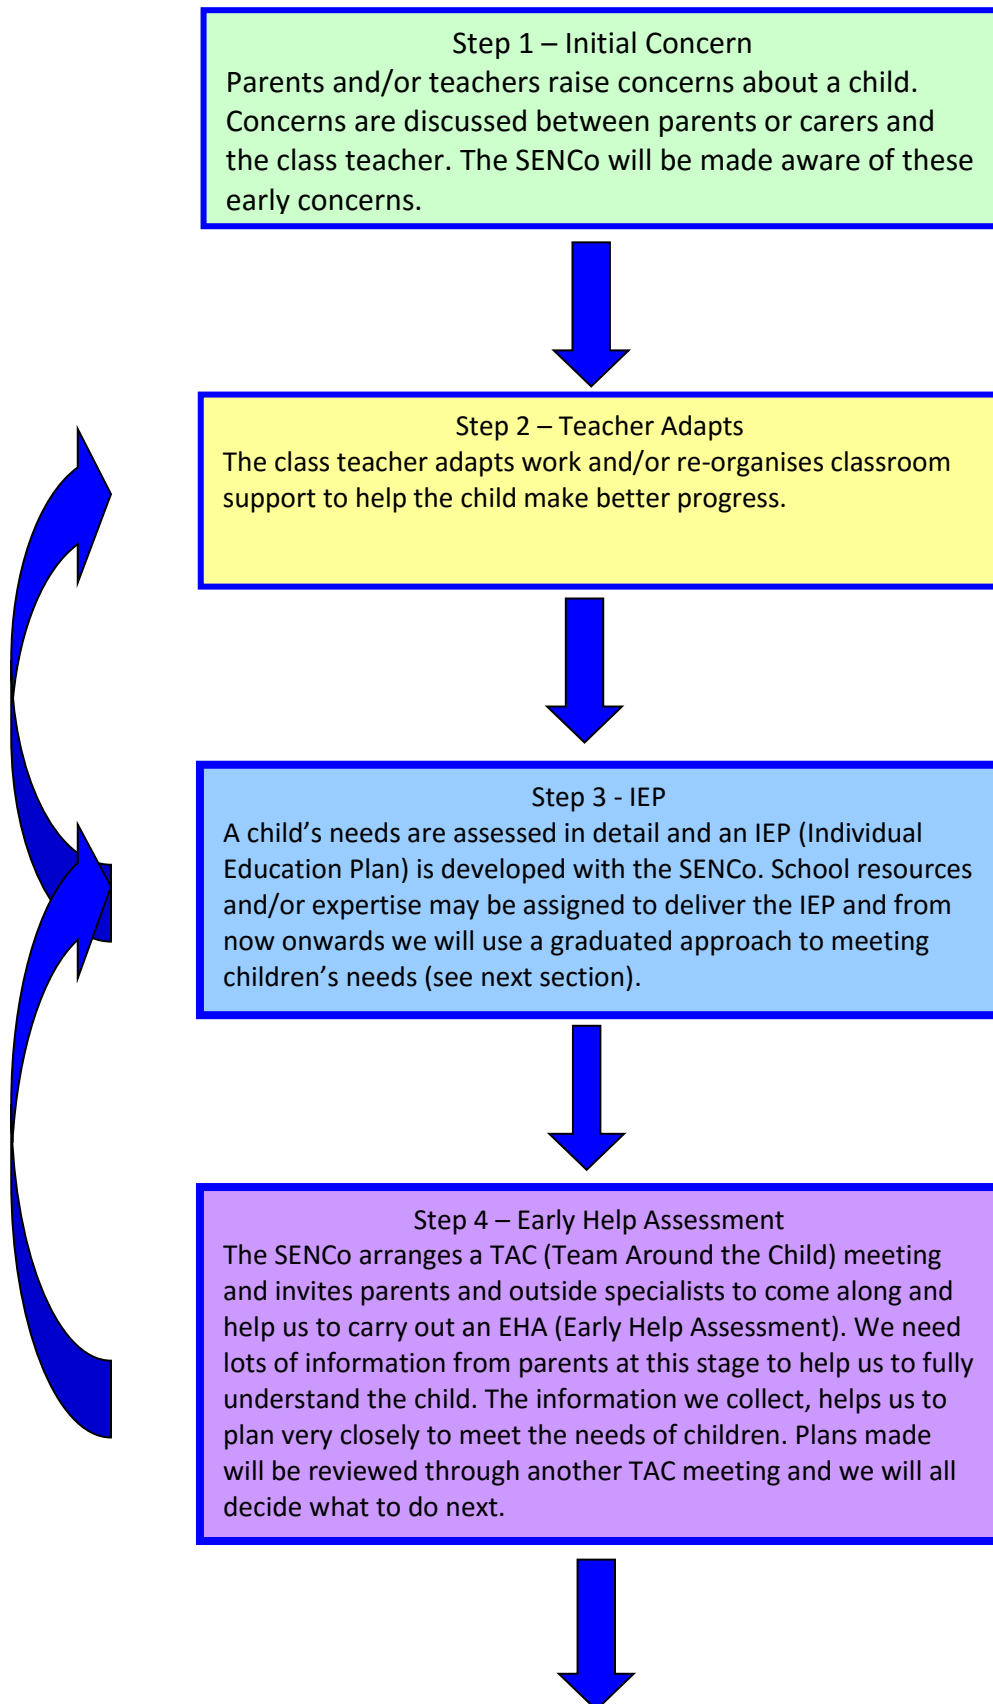 Step 1 – Initial Concern
Parents and/or teachers raise concerns about a child.
Concerns are discussed between parents or carers and
the class teacher. The SENCo will be made aware of these
early concerns.
Step 2 – Teacher Adapts
The class teacher adapts work and/or re-organises classroom
support to help the child make better progress.
Step 3 - IEP
A child’s needs are assessed in detail and an IEP (Individual
Education Plan) is developed with the SENCo. School resources
and/or expertise may be assigned to deliver the IEP and from
now onwards we will use a graduated approach to meeting
children’s needs (see next section).
Step 4 – Early Help Assessment
The SENCo arranges a TAC (Team Around the Child) meeting
and invites parents and outside specialists to come along and
help us to carry out an EHA (Early Help Assessment). We need
lots of information from parents at this stage to help us to fully
understand the child. The information we collect, helps us to
plan very closely to meet the needs of children. Plans made
will be reviewed through another TAC meeting and we will all
decide what to do next.